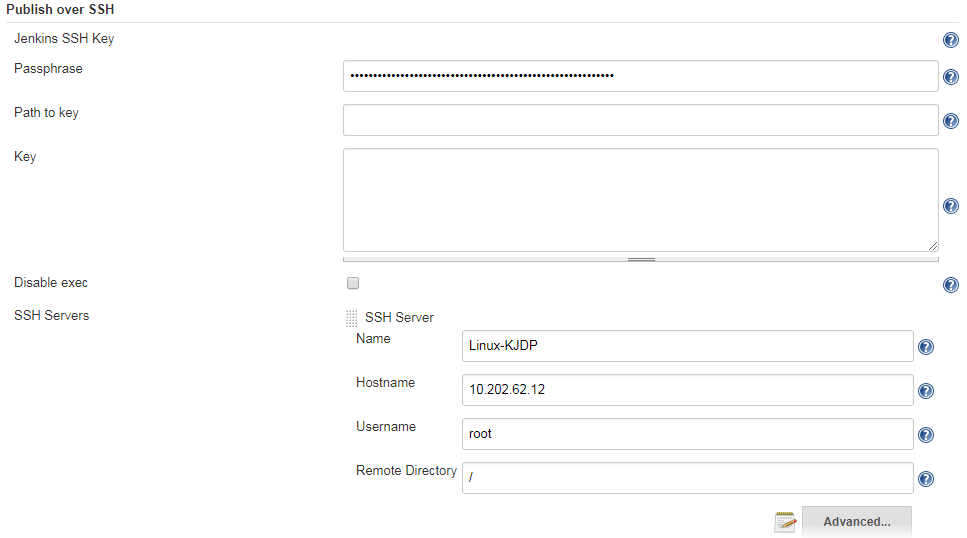 Publish over SSH
Jenkins SSH Key
Passphrase
••••••••••••••••••••••••••••••••••••••••••••••••••••••••••••
Path to key
Key
Disable exec
SSH Servers
SSH Server
Name
Linux-KJDP
Hostname
10.202.62.12
Username
root
Remote Directory
/
Advanced...